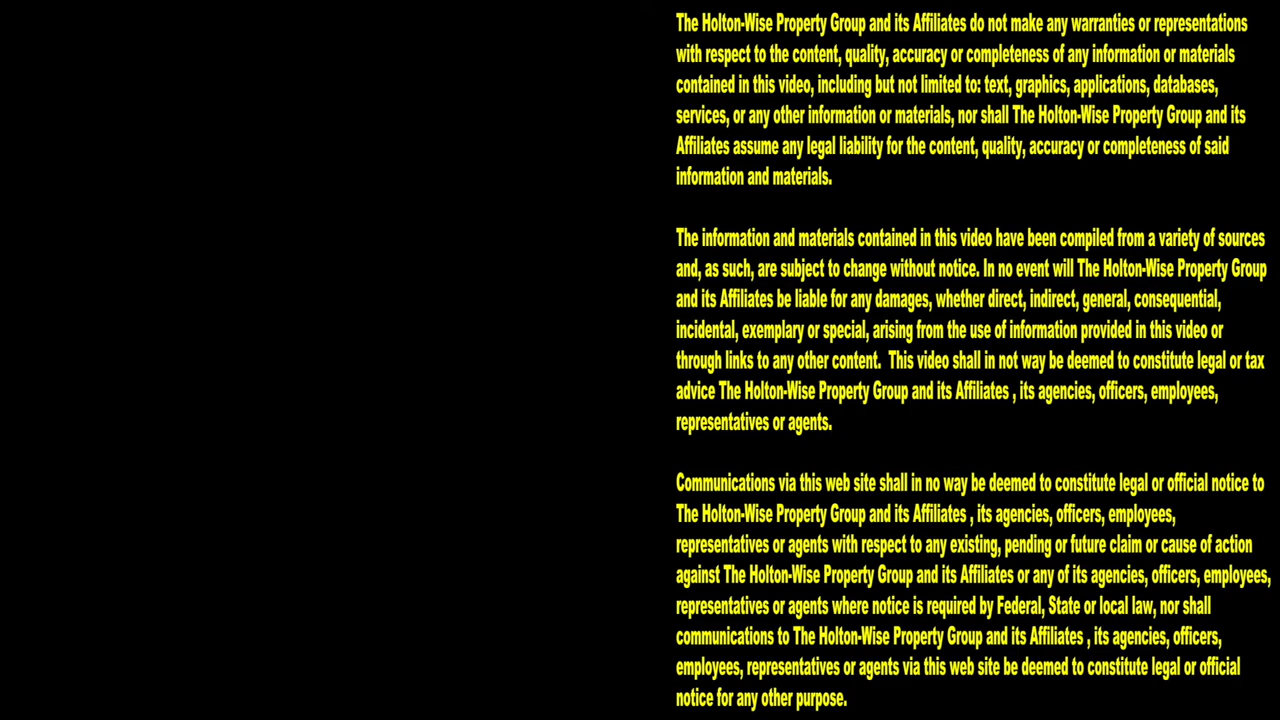 The Holton-Wise Property Group and its Affiliates do not make any warranties or representations
with respect to the content, quality, accuracy or completeness of any information or materials
contained in this video, including but not limited to: text, graphics, applications, databases,
services, or any other information or materials, nor shall The Holton-Wise Property Group and its
Affiliates assume any legal liability for the content, quality, accuracy or completeness of said
information and materials.
The information and materials contained in this video have been compiled from a variety of sources
and, as such, are subject to change without notice. In no event will The Holton-Wise Property Group
and its Affiliates be liable for any damages, whether direct, indirect, general, consequential,
incidental, exemplary or special, arising from the use of information provided in this video or
through links to any other content.  This video shall in not way be deemed to constitute legal or tax
advice The Holton-Wise Property Group and its Affiliates , its agencies, officers, employees,
representatives or agents.
Communications via this web site shall in no way be deemed to constitute legal or official notice to
The Holton-Wise Property Group and its Affiliates , its agencies, officers, employees,
representatives or agents with respect to any existing, pending or future claim or cause of action
against The Holton-Wise Property Group and its Affiliates or any of its agencies, officers, employees,
representatives or agents where notice is required by Federal, State or local law, nor shall
communications to The Holton-Wise Property Group and its Affiliates , its agencies, officers,
employees, representatives or agents via this web site be deemed to constitute legal or official
notice for any other purpose.